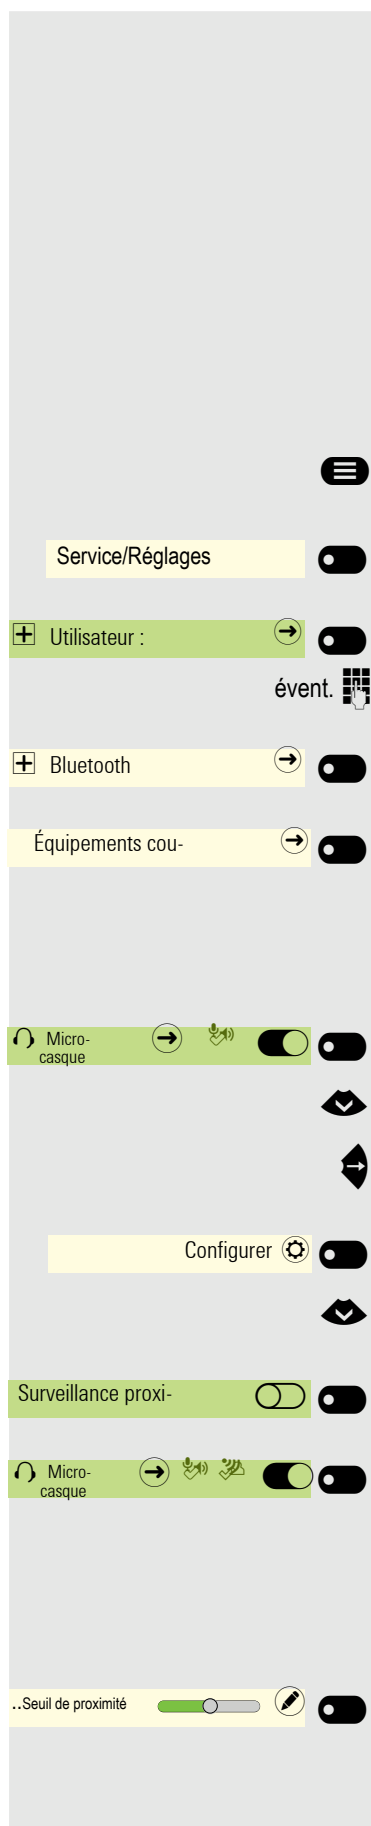 Service/Réglages
Utilisateur :
évent.
Bluetooth
Équipements cou-
Micro-
casque
Configurer
Surveillance proxi-
Micro-
casque
..Seuil de proximité